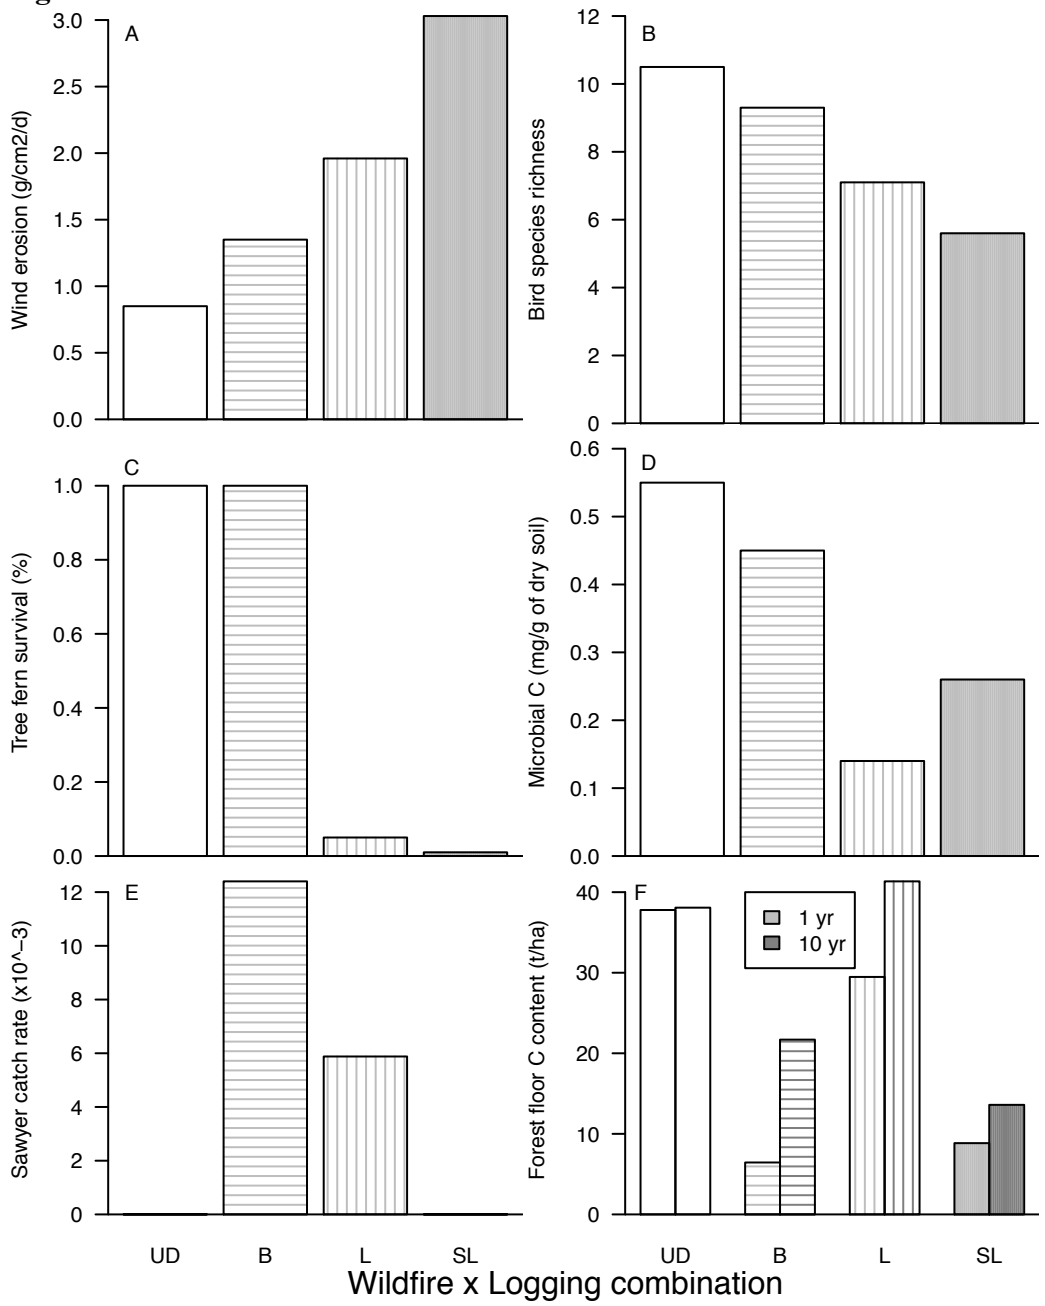 g
A
3.0
2.5
2.0
1.5
1.0
0.5
0.0
Wind erosion (g/cm2/d)
B
12
10
8
6
4
2
0
Bird species richness
C
1.0
0.8
0.6
0.4
0.2
0.0
Tree fern survival (%)
D
0.6
0.5
0.4
0.3
0.2
0.1
0.0
Microbial C (mg/g of dry soil)
E
12
10
8
6
4
2
0
Sawyer catch rate (x10^−3)
UD B L SL
F
40
30
20
10
0
Forest floor C content (t/ha)
1 yr
10 yr
UD B L SL
Wildfire x Logging combination